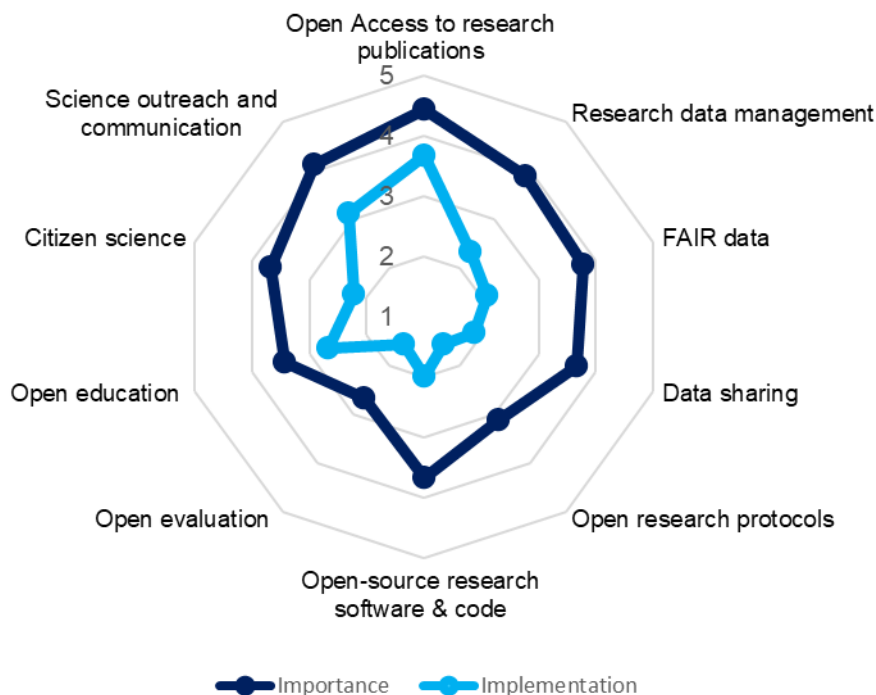 Open Access to research
publications
5
Science outreach and
communication
Research data management
4
3
Citizen science
FAIR data
2
1
Open education
Data sharing
Open evaluation
Open research protocols
Open-source research
software & code
Importance
Implementation